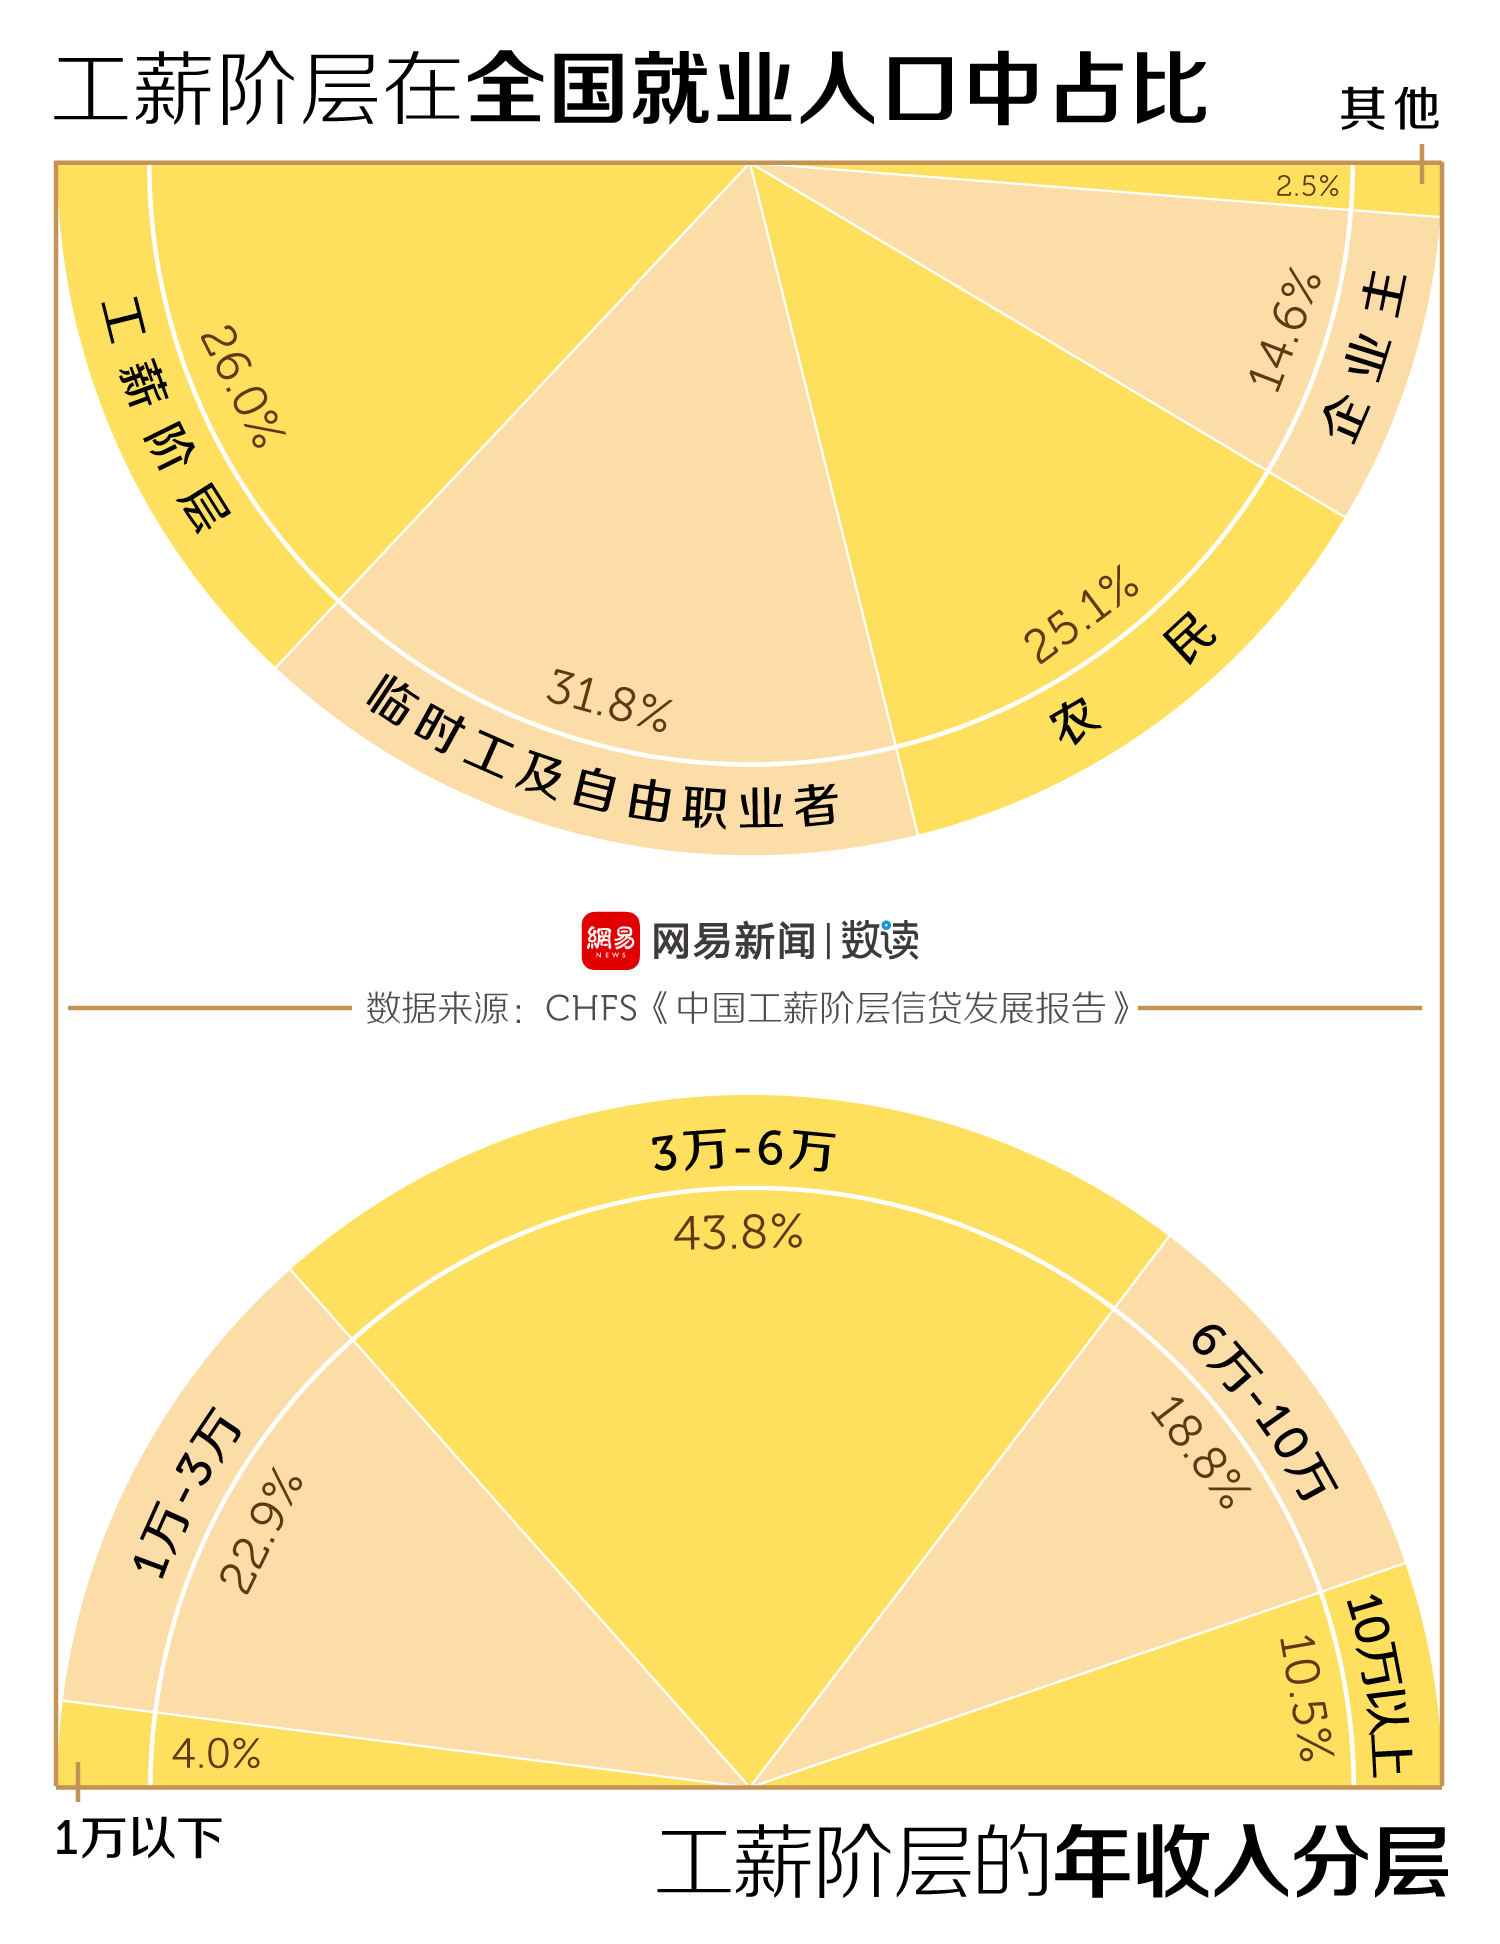 工薪阶层在全国就业人口中占比
其他
2.5%
企业主
14.6%
农民
25.1%
临时工及自由职业者
31.8%
工薪阶层
26.0%
網易
NEWS
网易新闻|数读
数据来源：CHFS《中国工薪阶层信贷发展报告》
3万-6万
43.8%
6万-10万
18.8%
1万-3万
22.9%
10万以上
10.5%
4.0%
1万以下
工薪阶层的年收入分层